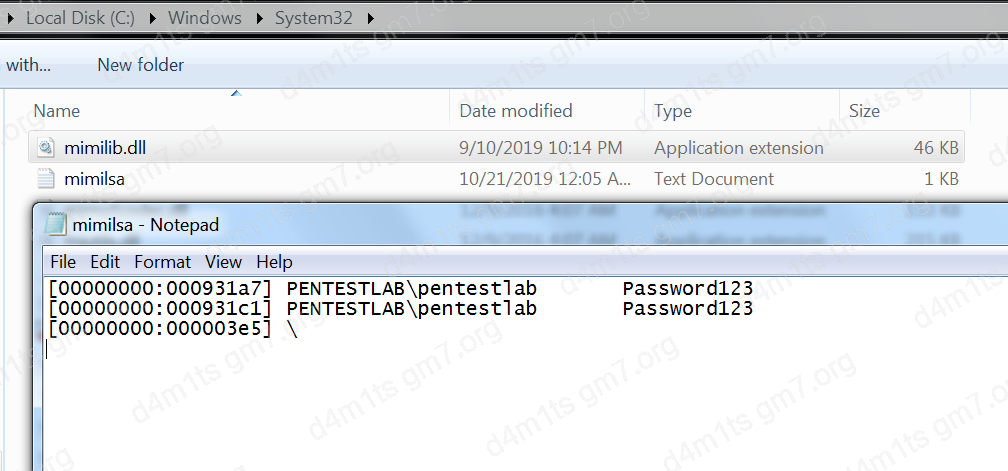 Local Disk (C:) Windows System32
with... New folder
Name Date modified Type Size
mimilib.dll 9/10/2019 10:14 PM Application extension 46 KB
mimilsa 10/21/2019 12:05 A... Text Document 1 KB
mimilsa - Notepad
File Edit Format View Help
[00000000:000931a7] PENTESTLAB\pentestlab Password123
[00000000:000931c1] PENTESTLAB\pentestlab Password123
[00000000:000003e5] \
d4m1ts gm7.org